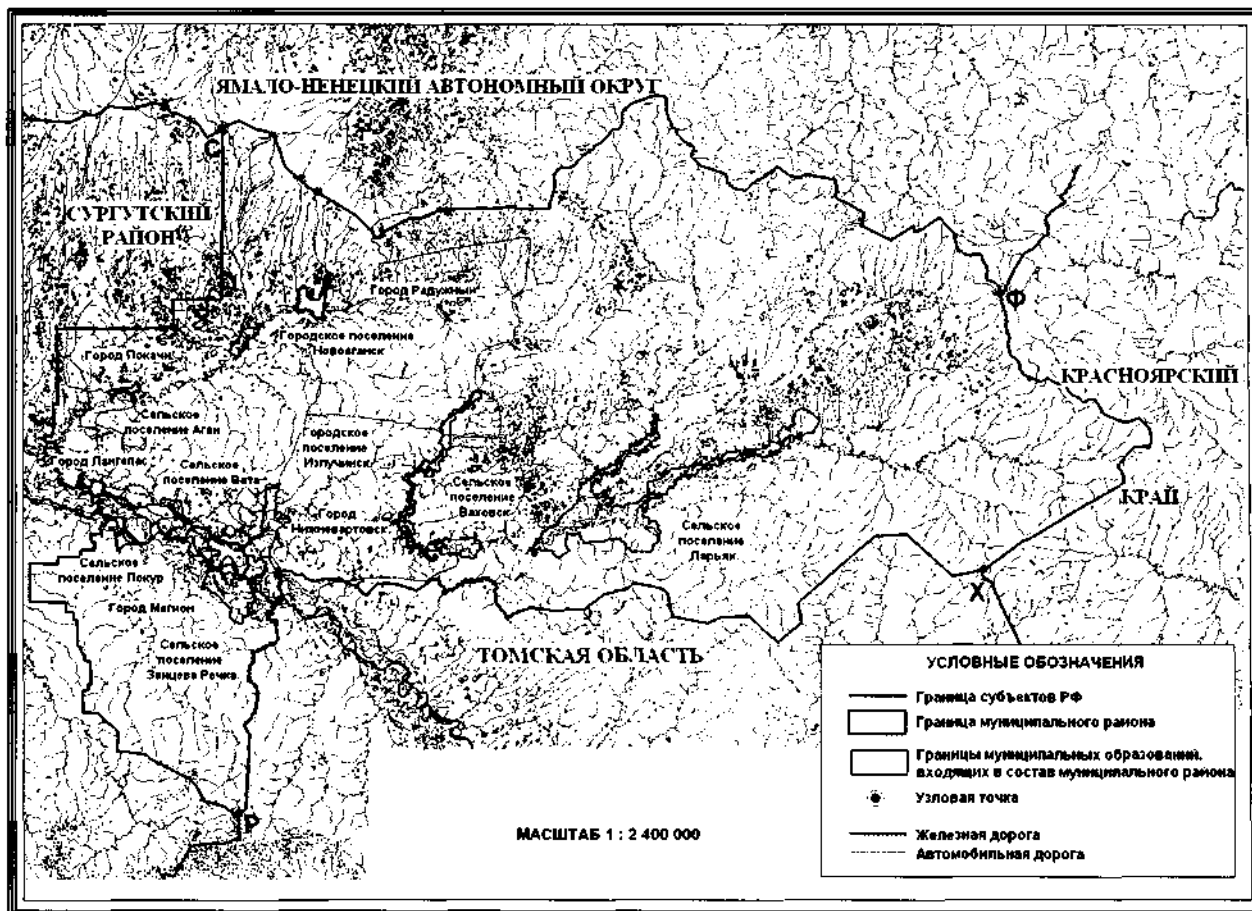 ЯМАЛО-НЕНЕЦКИЙ АВТОНОМНЫЙ ОКРУГ
С
СУРГУТСКИЙ
РАЙОН
Город Радужный
Ф
Городское поселение
Новоаганск
Город Покачи
КРАСНОЯРСКИЙ
Сельское
поселение Аган
Городское
поселение
Излучинск
Город Лангепас
Сельское
поселение Вата
Сельское
поселение
Ваховск
КРАЙ
Город
Нижневартовск
Сельское
поселение
Ларьяк
Сельское
поселение Покур
Х
Город Мегион
Сельское
поселение
Зайцева Речка
ТОМСКАЯ ОБЛАСТЬ
Р
МАСШТАБ 1 : 2 400 000
УСЛОВНЫЕ ОБОЗНАЧЕНИЯ
Граница субъектов РФ
Граница муниципального района
Границы муниципальных образований,
входящих в состав муниципального района
Узловая точка
Железная дорога
Автомобильная дорога